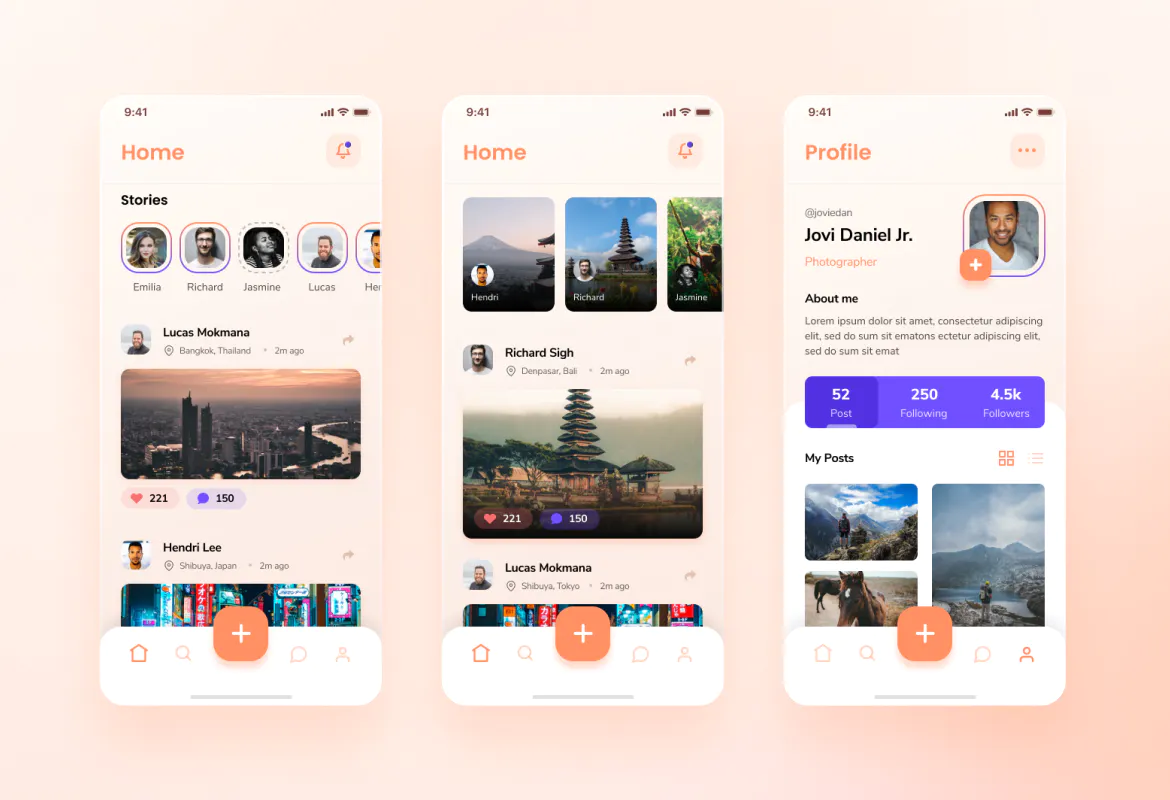 9:41
Home
Stories
Emilia
Richard
Jasmine
Lucas
Lucas Mokmana
Bangkok, Thailand • 2m ago
221
150
Hendri Lee
Shibuya, Japan • 2m ago
9:41
Home
Hendri
Richard
Jasmine
Richard Sigh
Denpasar, Bali • 2m ago
221
150
Lucas Mokmana
Shibuya, Tokyo • 2m ago
9:41
Profile
@joviedan
Jovi Daniel Jr.
Photographer
About me
Lorem ipsum dolor sit amet, consectetur adipiscing
elit, sed do sum sit ematons ectetur adipiscing elit,
sed do sum sit emat
52
250
4.5k
Post
Following
Followers
My Posts